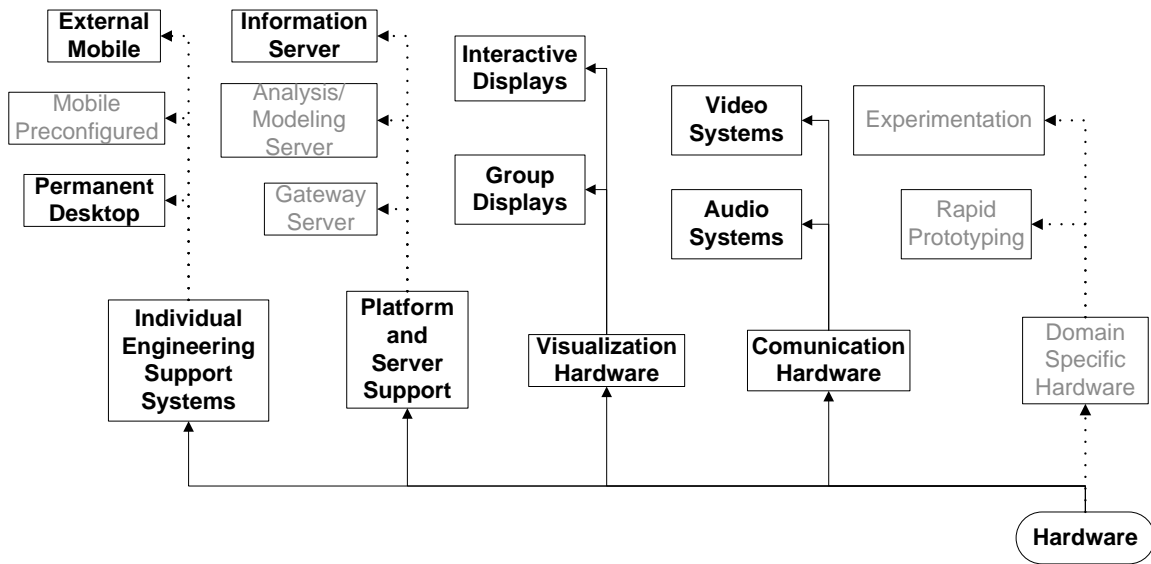 External
Mobile
Information
Server
Interactive
Displays
Mobile
Preconfigured
Analysis/
Modeling
Server
Video
Systems
Experimentation
Permanent
Desktop
Gateway
Server
Group
Displays
Audio
Systems
Rapid
Prototyping
Individual
Engineering
Support
Systems
Platform
and
Server
Support
Visualization
Hardware
Comunication
Hardware
Domain
Specific
Hardware
Hardware